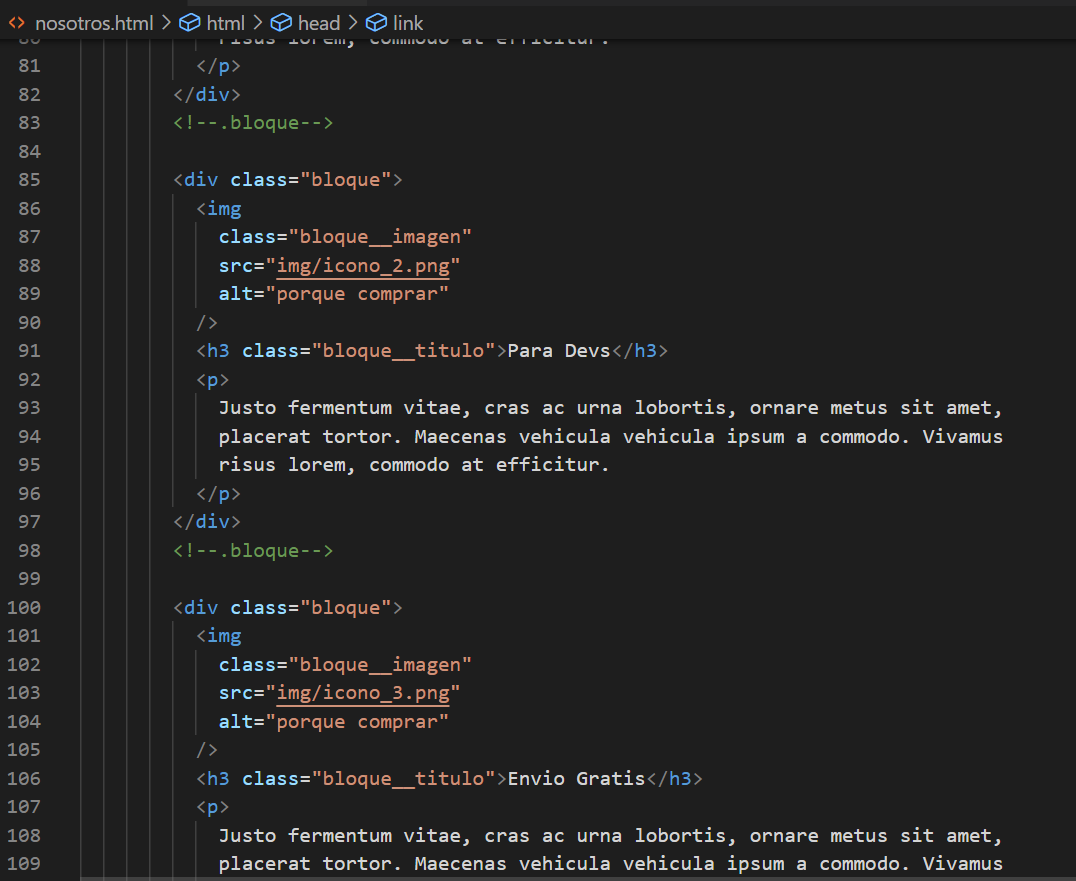 nosotros.html > html > head > link
80 risus lorem, commodo at efficitur.
81 </p>
82 </div>
83 <!--.bloque-->
84
85 <div class="bloque">
86 <img
87 class="bloque__imagen"
88 src="img/icono_2.png"
89 alt="porque comprar"
90 />
91 <h3 class="bloque__titulo">Para Devs</h3>
92 <p>
93 Justo fermentum vitae, cras ac urna lobortis, ornare metus sit amet,
94 placerat tortor. Maecenas vehicula vehicula ipsum a commodo. Vivamus
95 risus lorem, commodo at efficitur.
96 </p>
97 </div>
98 <!--.bloque-->
99
100 <div class="bloque">
101 <img
102 class="bloque__imagen"
103 src="img/icono_3.png"
104 alt="porque comprar"
105 />
106 <h3 class="bloque__titulo">Envio Gratis</h3>
107 <p>
108 Justo fermentum vitae, cras ac urna lobortis, ornare metus sit amet,
109 placerat tortor. Maecenas vehicula vehicula ipsum a commodo. Vivamus